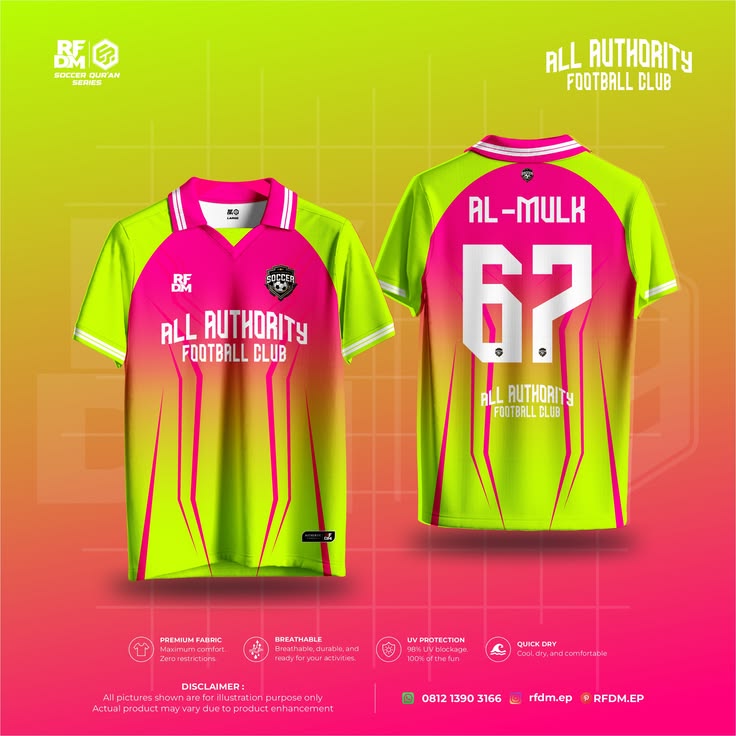 RF
DM
SOCCER QUR'AN
SERIES
ALL AUTHORITY
FOOTBALL CLUB
RF
DM
LARGE
RF
DM
SOCCER
ALL AUTHORITY
FOOTBALL CLUB
AL-MULK
67
ALL AUTHORITY
FOOTBALL CLUB
PREMIUM FABRIC
Maximum comfort.
Zero restrictions.
BREATHABLE
Breathable, durable, and
ready for your activities.
UV PROTECTION
98% UV blockage.
100% of the fun
QUICK DRY
Cool, dry, and comfortable
DISCLAIMER :
All pictures shown are for illustration purpose only
Actual product may vary due to product enhancement
0812 1390 3166
rfdm.ep
RFDM.EP